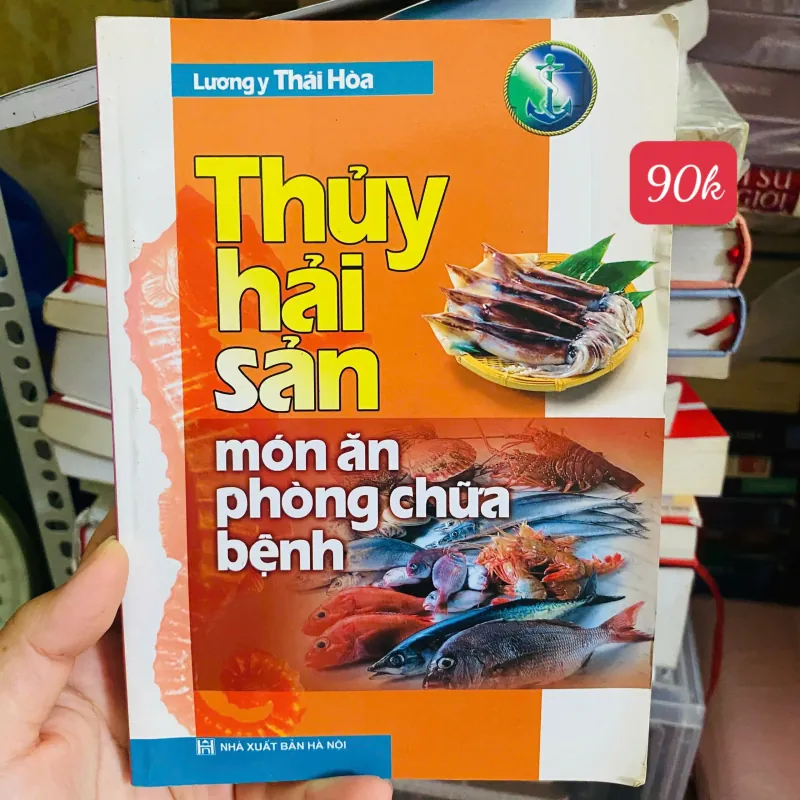 Lương y Thái Hòa
90k
Thủy
hải
sản
món ăn
phòng chữa
bệnh
NHÀ XUẤT BẢN HÀ NỘI